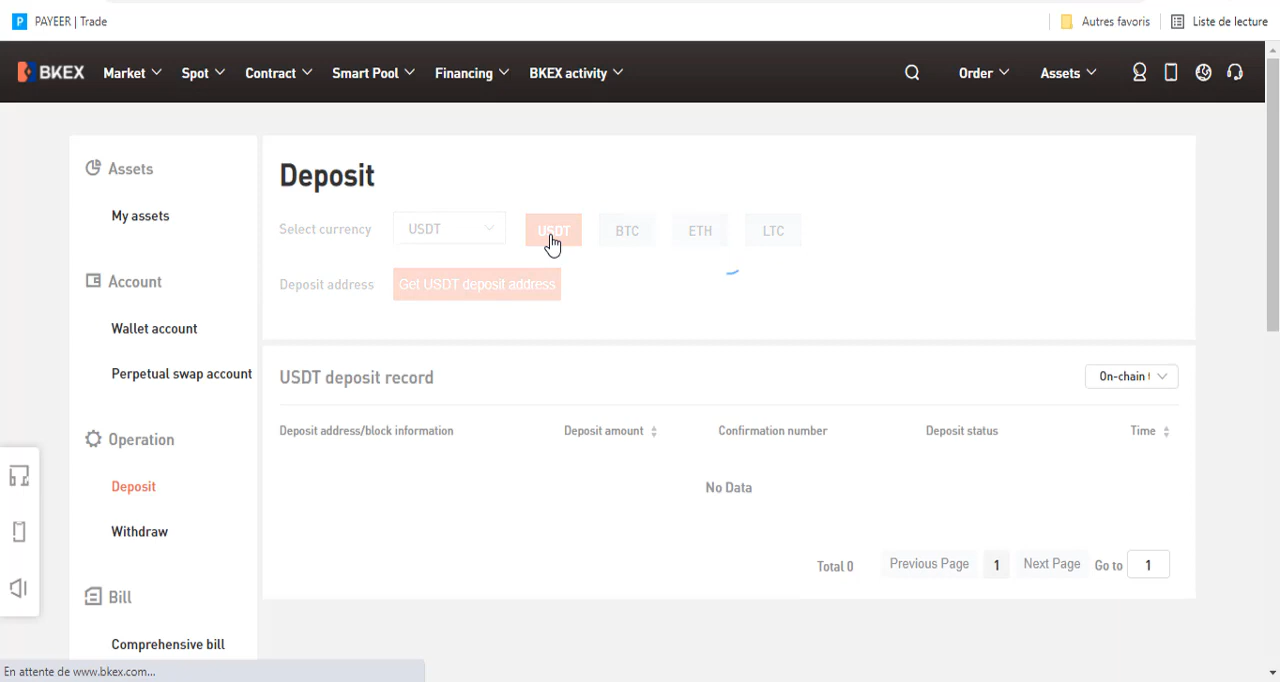 PAYEER | Trade
Autres favoris
Liste de lecture
BKEX
Market
Spot
Contract
Smart Pool
Financing
BKEX activity
Order
Assets
Assets
My assets
Account
Wallet account
Perpetual swap account
Operation
Deposit
Withdraw
Bill
Comprehensive bill
Deposit
Select currency
USDT
USDT
BTC
ETH
LTC
Deposit address
Get USDT deposit address
USDT deposit record
On-chain t
Deposit address/block information
Deposit amount
Confirmation number
Deposit status
Time
No Data
Total 0
Previous Page
1
Next Page
Go to
1
En attente de www.bkex.com...